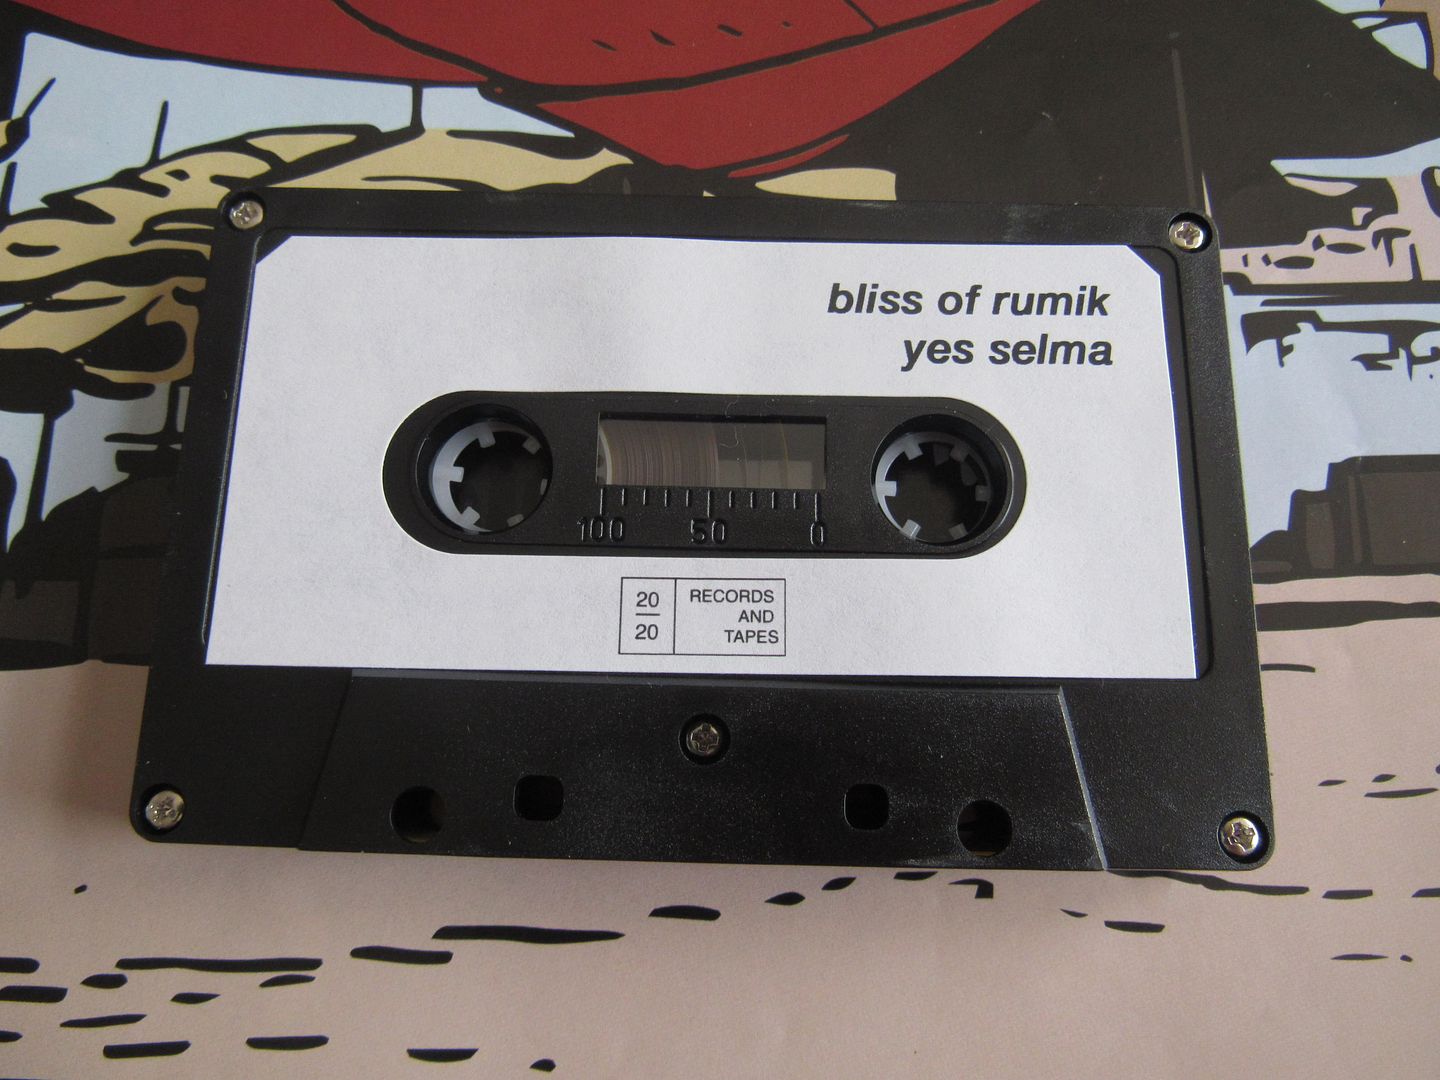 bliss of rumik
yes selma
100 50 0
20
20
RECORDS
AND
TAPES